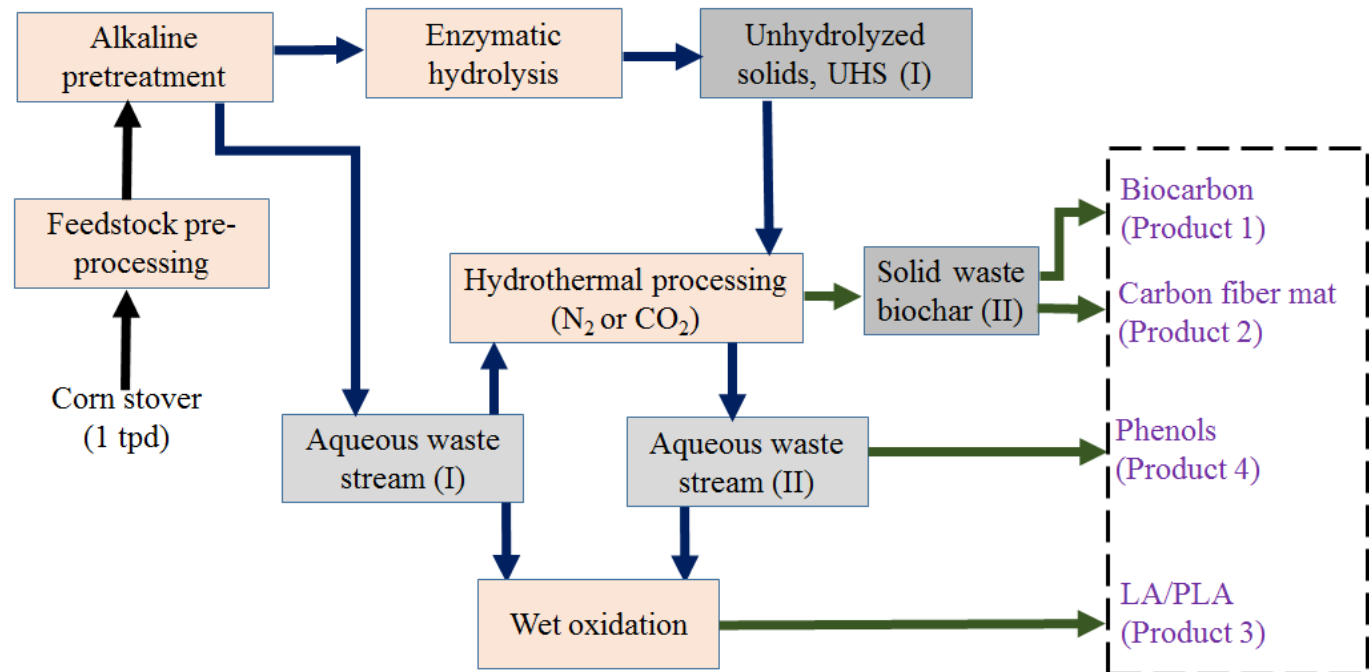 Alkaline
pretreatment
Enzymatic
hydrolysis
Unhydrolyzed
solids, UHS (I)
Feedstock pre-
processing
Corn stover
(1 tpd)
Hydrothermal processing
(N₂ or CO₂)
Solid waste
biochar (II)
Aqueous waste
stream (I)
Aqueous waste
stream (II)
Wet oxidation
Biocarbon
(Product 1)
Carbon fiber mat
(Product 2)
Phenols
(Product 4)
LA/PLA
(Product 3)